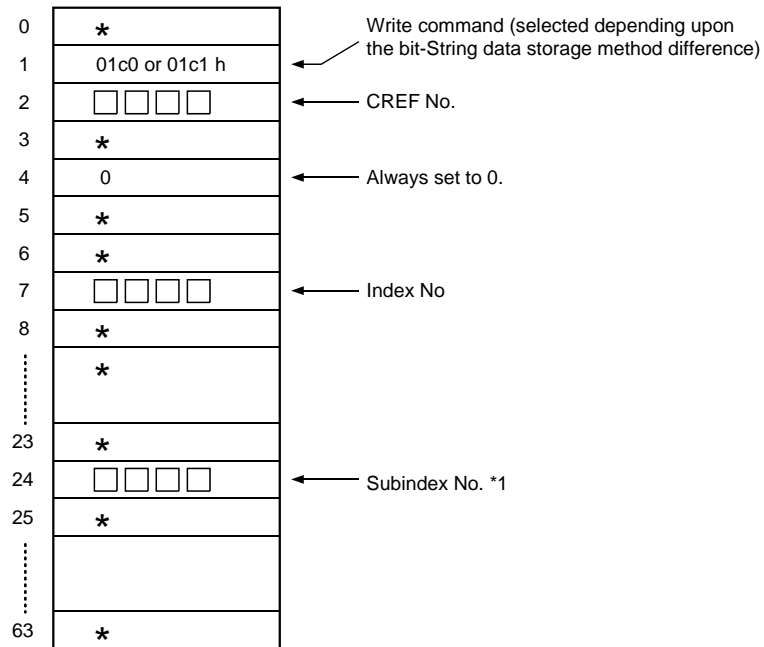 0 *
Write command (selected depending upon
the bit-String data storage method difference)
1 01c0 or 01c1 h
2 □□□□ CREF No.
3 *
4 0 Always set to 0.
5 *
6 *
7 □□□□ Index No
8 *
*
23 *
24 □□□□ Subindex No. *1
25 *
63 *